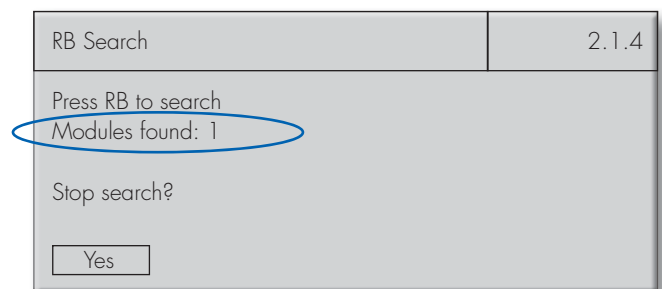 RB Search 2.1.4
Press RB to search
Modules found: 1
Stop search?
Yes